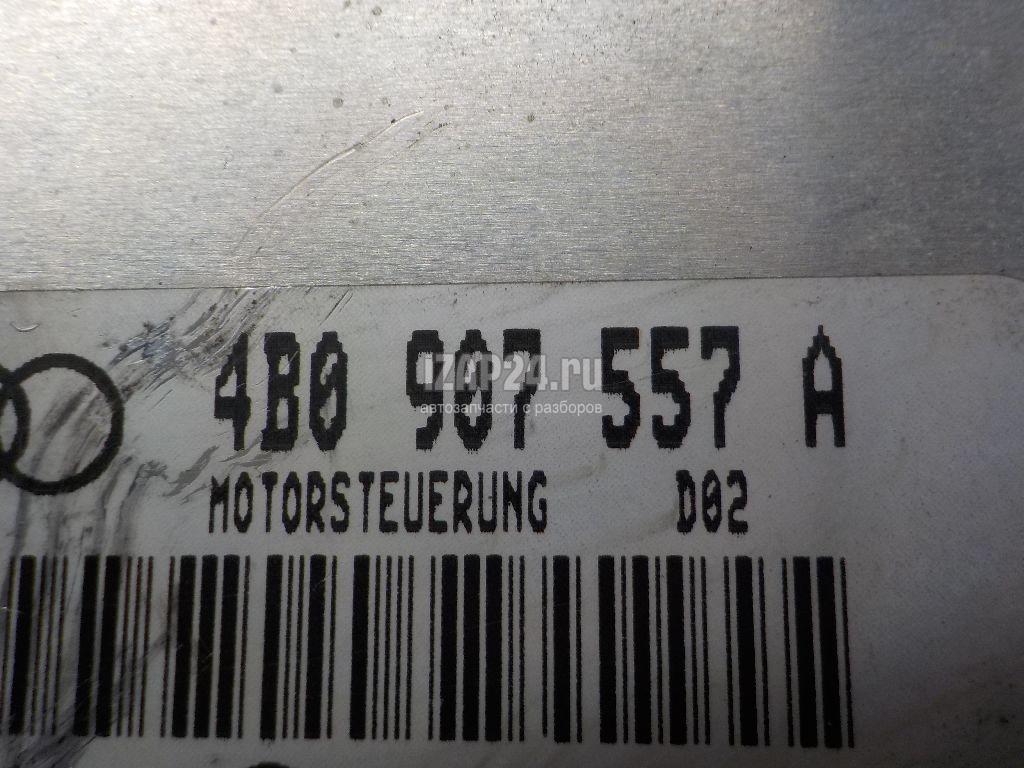 4B0 907 557 A
IZAP24.ru
автозапчасти с разборов
MOTORSTEUERUNG D02